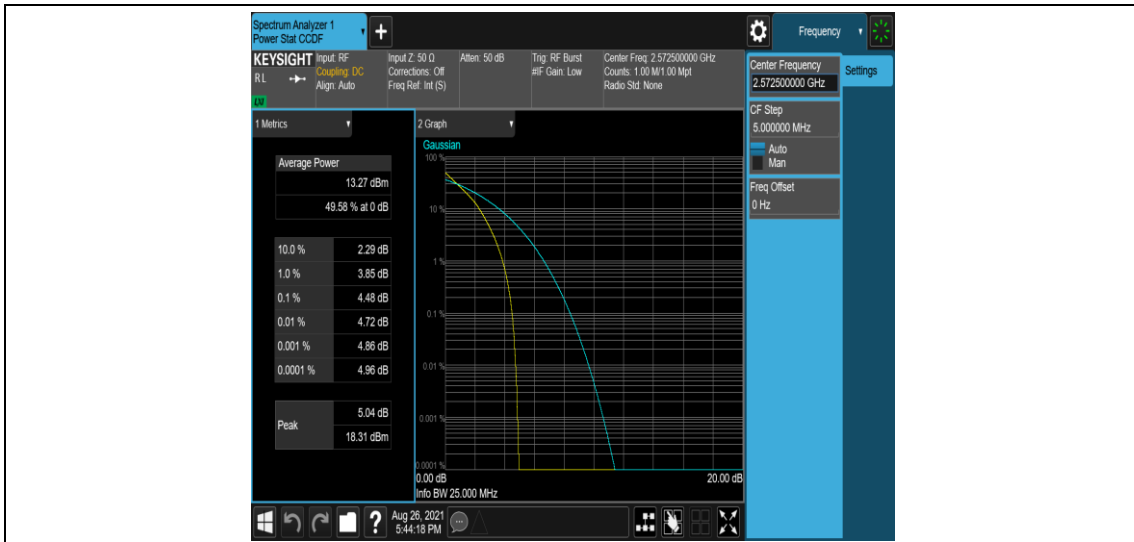 Spectrum Analyzer 1
Power Stat CCDF
+
Frequency
KEYSIGHT
RL
LXI
Input: RF
Coupling: DC
Align: Auto
Input Z: 50 Ω
Corrections: Off
Freq Ref: Int (S)
Atten: 50 dB
Trig: RF Burst
#IF Gain: Low
Center Freq: 2.572500000 GHz
Counts: 1.00 M/1.00 Mpt
Radio Std: None
Center Frequency
2.572500000 GHz
Settings
CF Step
5.000000 MHz
Auto
Man
Freq Offset
0 Hz
1 Metrics
Average Power
13.27 dBm
49.58 % at 0 dB
10.0 % 2.29 dB
1.0 % 3.85 dB
0.1 % 4.48 dB
0.01 % 4.72 dB
0.001 % 4.86 dB
0.0001 % 4.96 dB
Peak
5.04 dB
18.31 dBm
2 Graph
Gaussian
100 %
10 %
1 %
0.1 %
0.01 %
0.001 %
0.0001 %
0.00 dB 20.00 dB
Info BW 25.000 MHz
?
Aug 26, 2021
5:44:18 PM